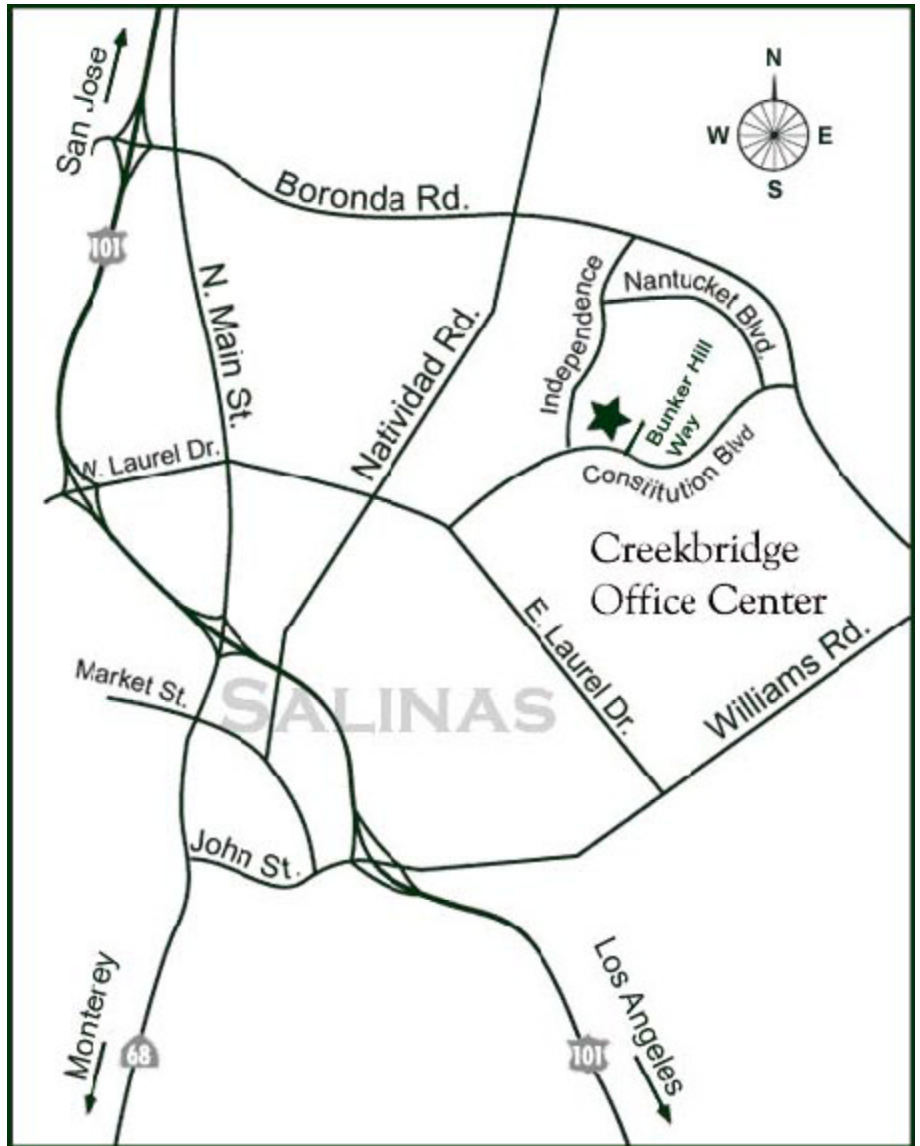 San Jose
N
W
E
S
Boronda Rd.
101
N. Main St.
Natividad Rd.
Independence
Nantucket Blvd.
Bunker Hill
Way
Constitution Blvd
W. Laurel Dr.
Creekbridge
Office Center
E. Laurel Dr.
Williams Rd.
Market St.
SALINAS
John St.
Monterey
68
Los Angeles
101